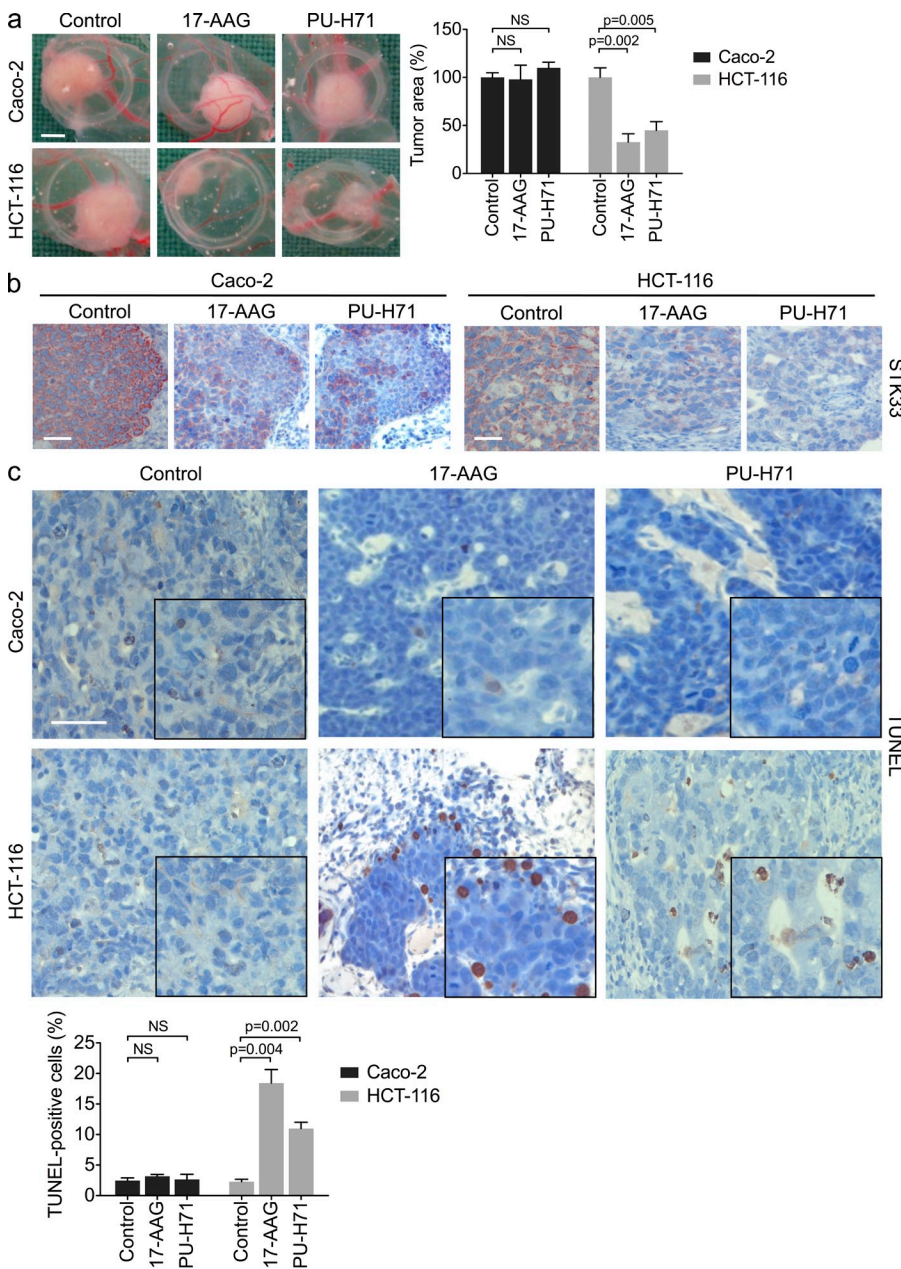 a
Control 17-AAG PU-H71
Caco-2
HCT-116
Tumor area (%)
150
100
50
0
NS
NS
p=0.005
p=0.002
Caco-2
HCT-116
Control 17-AAG PU-H71 Control 17-AAG PU-H71
b
Caco-2 HCT-116
Control 17-AAG PU-H71 Control 17-AAG PU-H71
STK33
c
Control 17-AAG PU-H71
Caco-2
HCT-116
TUNEL
TUNEL-positive cells (%)
25
20
15
10
5
0
NS
NS
p=0.002
p=0.004
Caco-2
HCT-116
Control 17-AAG PU-H71 Control 17-AAG PU-H71